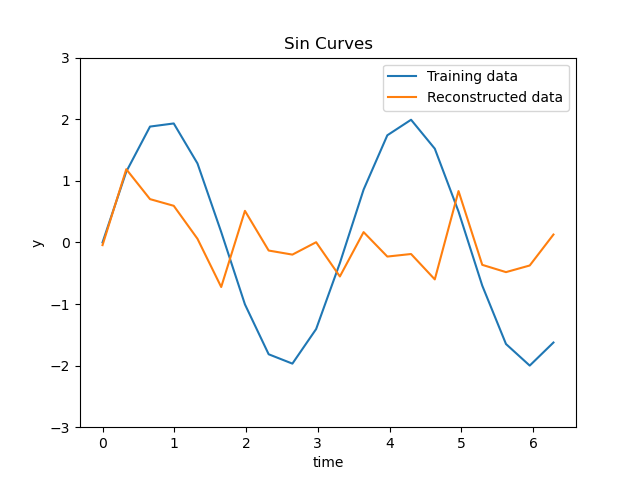 Sin Curves
Training data
Reconstructed data
3
2
1
0
−1
−2
−3
y
0 1 2 3 4 5 6
time